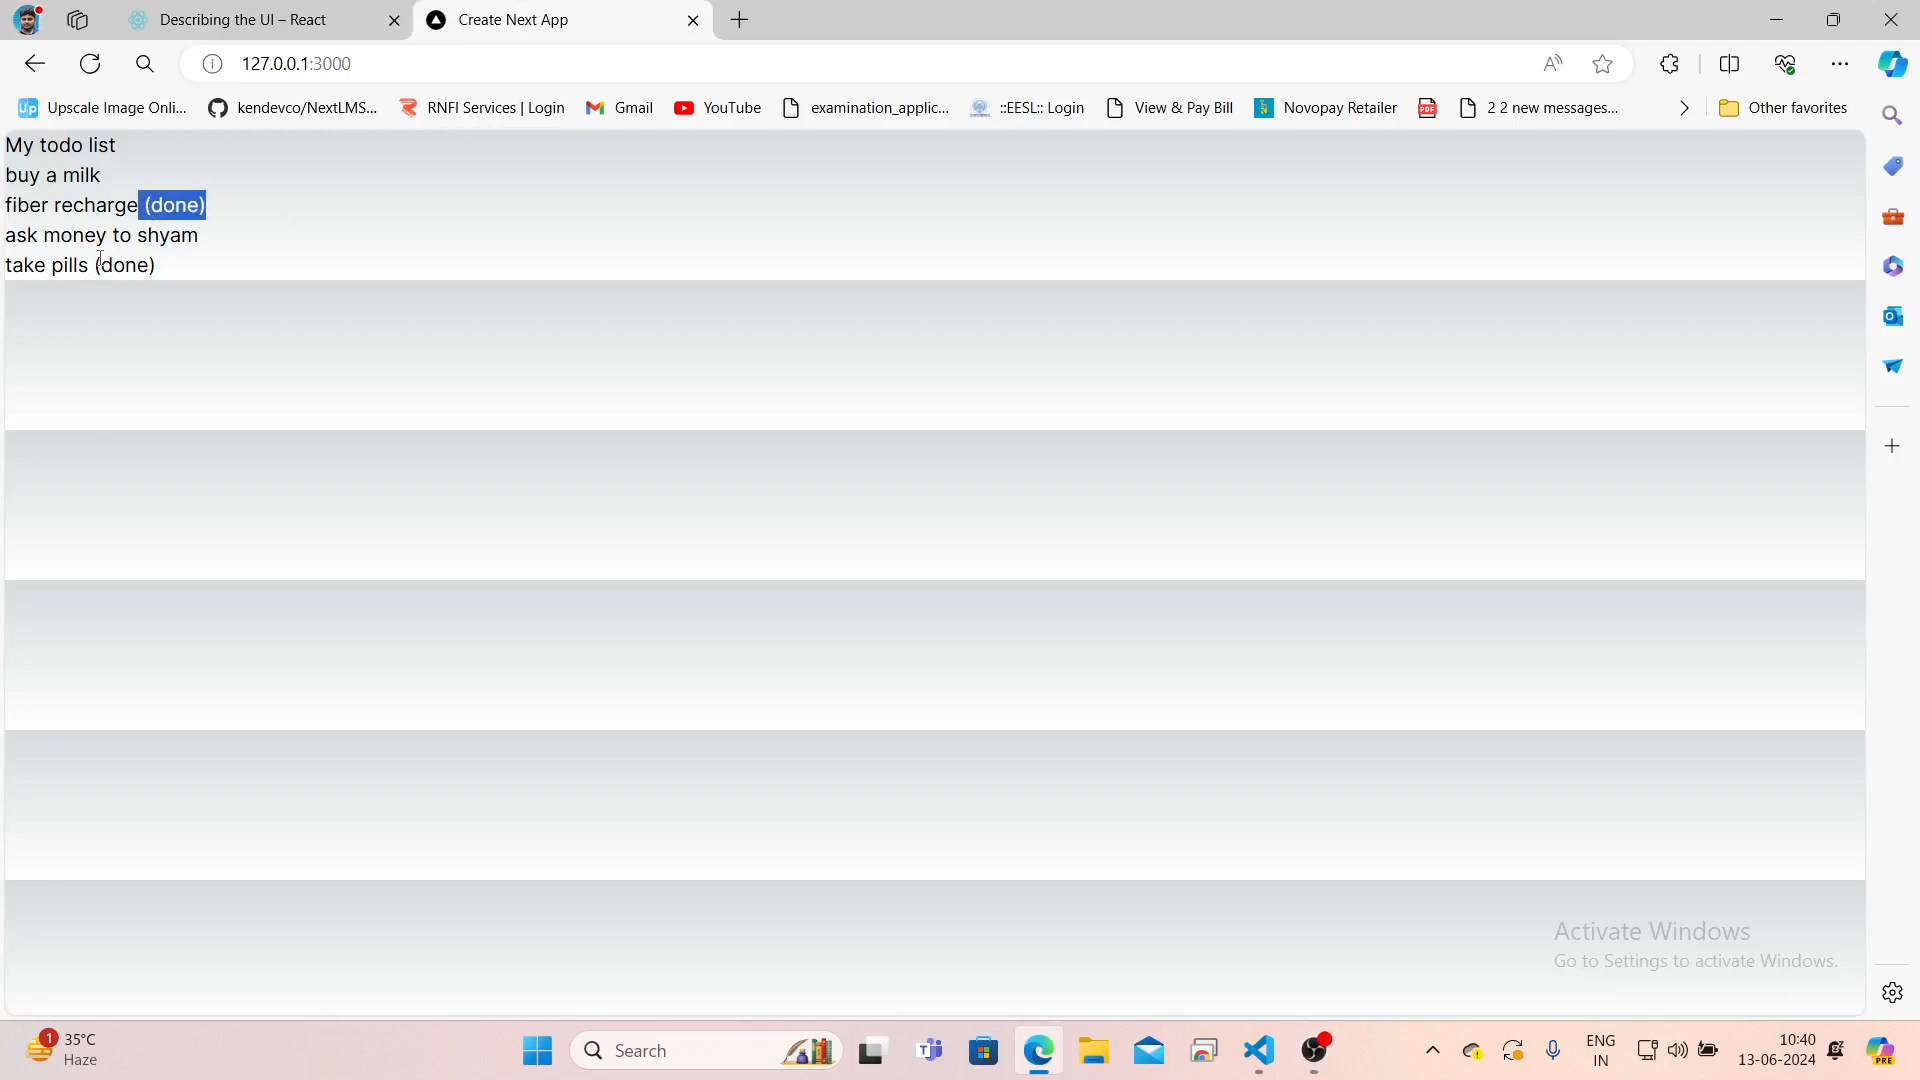 Describing the UI – React
Create Next App
127.0.0.1:3000
Upscale Image Onli...
kendevco/NextLMS...
RNFI Services | Login
Gmail
YouTube
examination_applic...
::EESL:: Login
View & Pay Bill
Novopay Retailer
PDF
2 2 new messages...
Other favorites
My todo list
buy a milk
fiber recharge (done)
ask money to shyam
take pills (done)
Activate Windows
Go to Settings to activate Windows.
1
35°C
Haze
Search
ENG
IN
10:40
13-06-2024
PRE